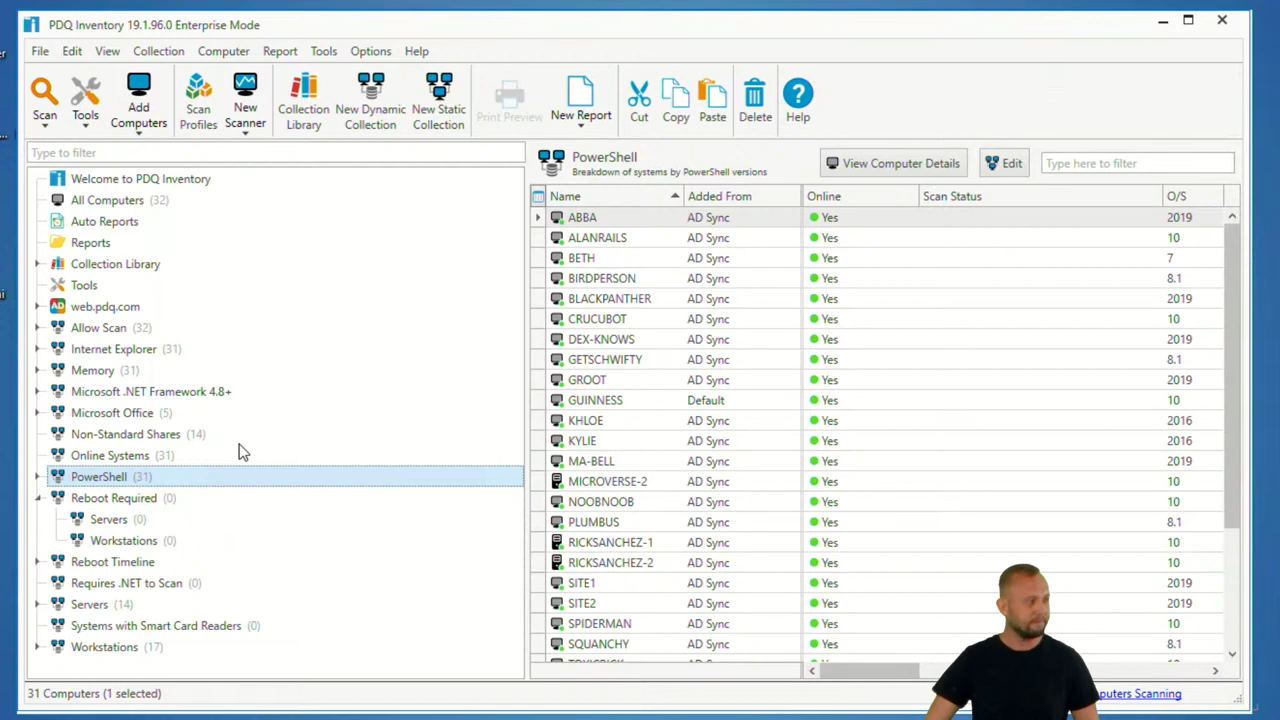 PDQ Inventory 19.1.96.0 Enterprise Mode
File Edit View Collection Computer Report Tools Options Help
Scan
Tools
Add Computers
Scan Profiles
New Scanner
Collection Library
New Dynamic Collection
New Static Collection
Print Preview
New Report
Cut
Copy
Paste
Delete
Help
Type to filter
Welcome to PDQ Inventory
All Computers (32)
Auto Reports
Reports
Collection Library
Tools
AD web.pdq.com
Allow Scan (32)
Internet Explorer (31)
Memory (31)
Microsoft .NET Framework 4.8+
Microsoft Office (5)
Non-Standard Shares (14)
Online Systems (31)
PowerShell (31)
Reboot Required (0)
Servers (0)
Workstations (0)
Reboot Timeline
Requires .NET to Scan (0)
Servers (14)
Systems with Smart Card Readers (0)
Workstations (17)
PowerShell
Breakdown of systems by PowerShell versions
View Computer Details
Edit
Type here to filter
Name Added From Online Scan Status O/S
ABBA AD Sync Yes 2019
ALANRAILS AD Sync Yes 10
BETH AD Sync Yes 7
BIRDPERSON AD Sync Yes 8.1
BLACKPANTHER AD Sync Yes 2019
CRUCUBOT AD Sync Yes 10
DEX-KNOWS AD Sync Yes 2019
GETSCHWIFTY AD Sync Yes 8.1
GROOT AD Sync Yes 2019
GUINNESS Default Yes 10
KHLOE AD Sync Yes 2016
KYLIE AD Sync Yes 2016
MA-BELL AD Sync Yes 2019
MICROVERSE-2 AD Sync Yes 10
NOOBNOOB AD Sync Yes 10
PLUMBUS AD Sync Yes 8.1
RICKSANCHEZ-1 AD Sync Yes 10
RICKSANCHEZ-2 AD Sync Yes 10
SITE1 AD Sync Yes 2019
SITE2 AD Sync Yes 2019
SPIDERMAN AD Sync Yes 10
SQUANCHY AD Sync Yes 8.1
31 Computers (1 selected)
puters Scanning